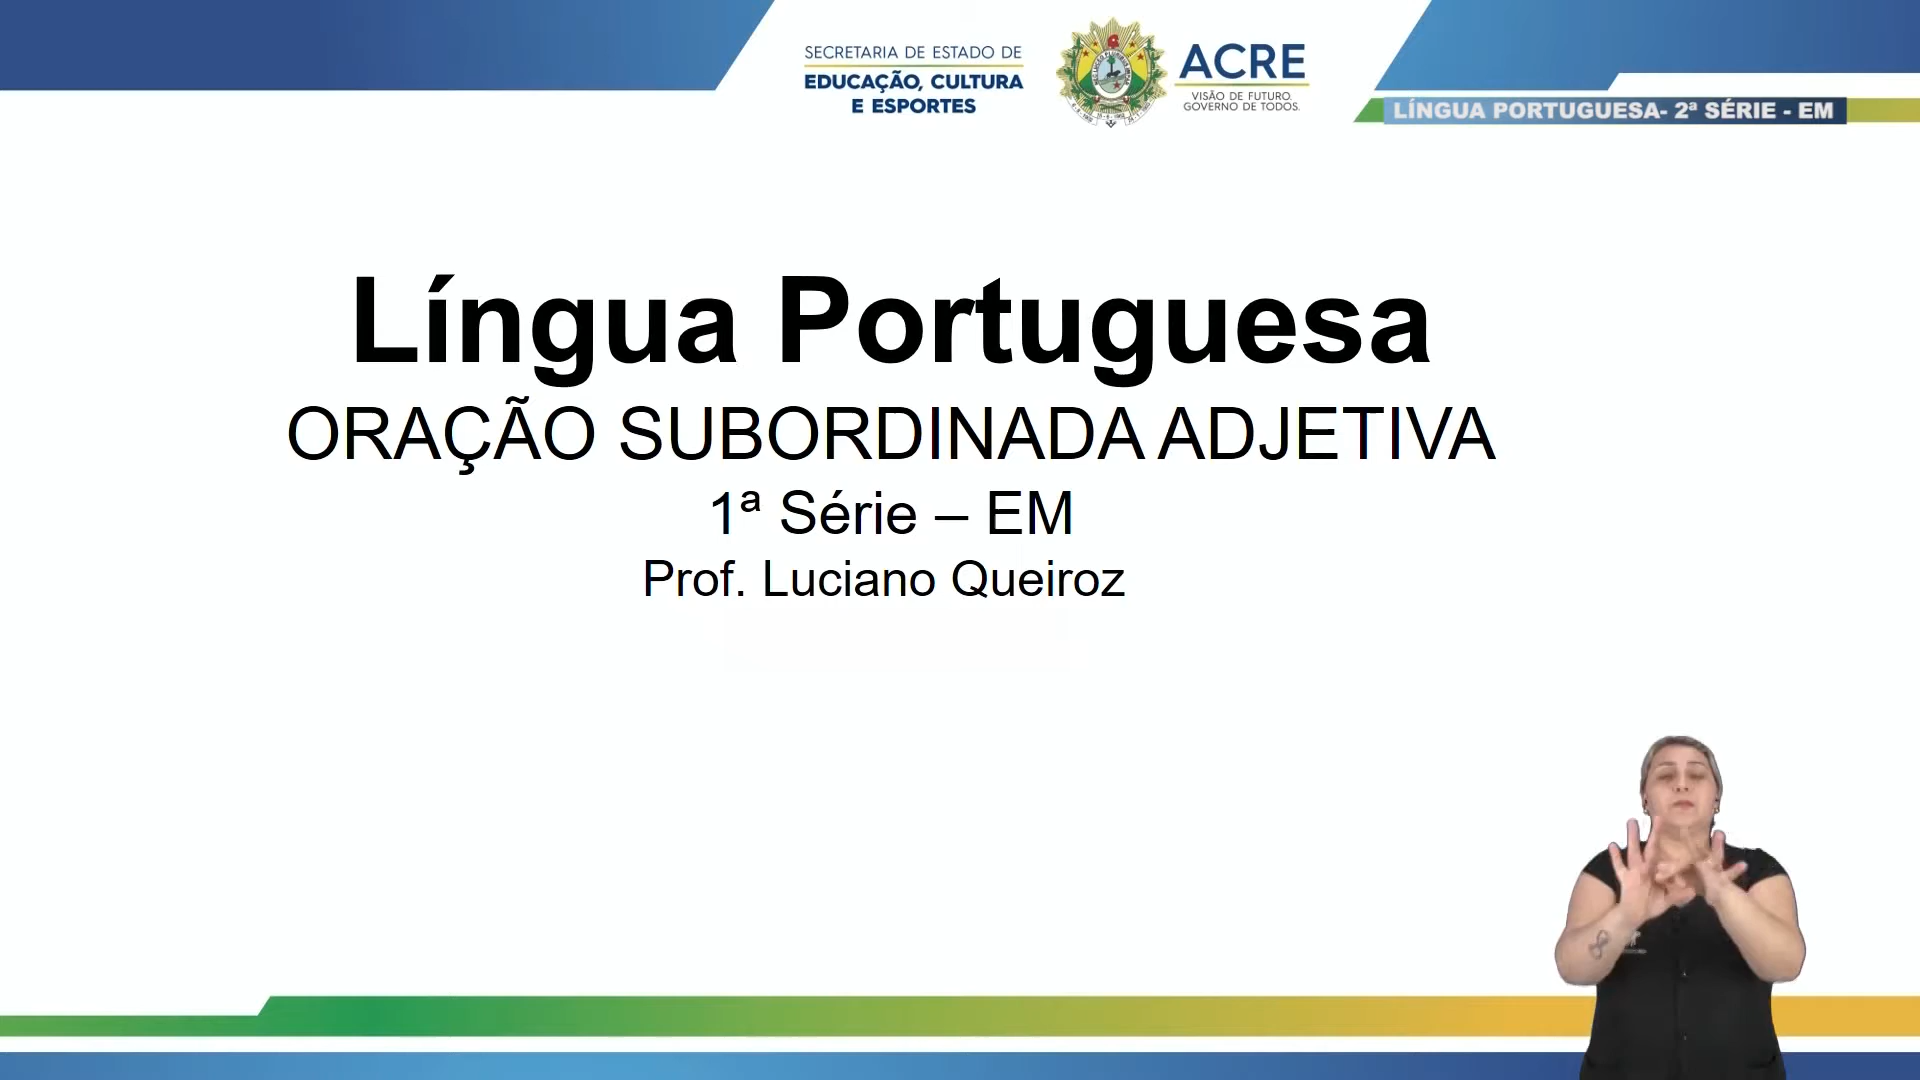 SECRETARIA DE ESTADO DE
EDUCAÇÃO, CULTURA
E ESPORTES
ACRE
VISÃO DE FUTURO.
GOVERNO DE TODOS.
LÍNGUA PORTUGUESA- 2ª SÉRIE - EM
Língua Portuguesa
ORAÇÃO SUBORDINADA ADJETIVA
1ª Série – EM
Prof. Luciano Queiroz